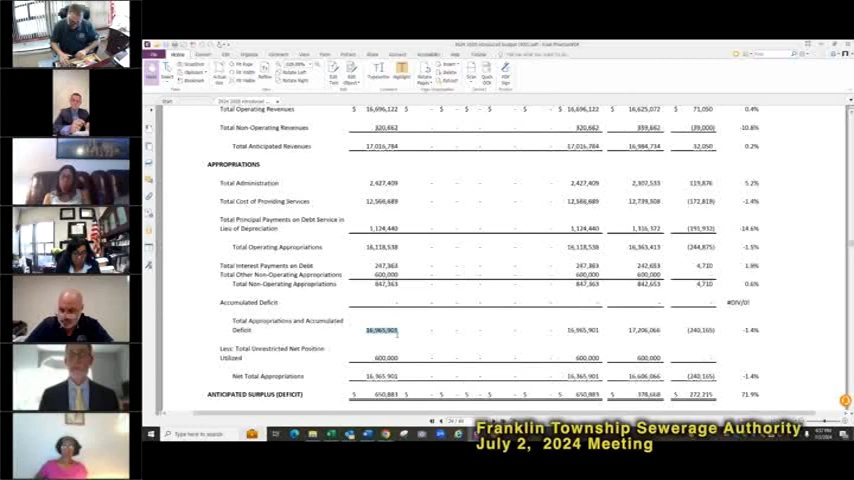 Total Operating Revenues $ 16,696,122 - $ - $ - $ - $ - $ 16,696,122 $ 16,625,072 $ 71,050 0.4%
Total Non-Operating Revenues 320,662 - - - - - 320,662 359,662 (39,000) -10.8%
Total Anticipated Revenues 17,016,784 - - - - - 17,016,784 16,984,734 32,050 0.2%
APPROPRIATIONS
Total Administration 2,427,409 - - - - - 2,427,409 2,307,533 119,876 5.2%
Total Cost of Providing Services 12,566,689 - - - - - 12,566,689 12,739,508 (172,819) -1.4%
Total Principal Payments on Debt Service in
Lieu of Depreciation 1,124,440 - - - - - 1,124,440 1,316,372 (191,932) -14.6%
Total Operating Appropriations 16,118,538 - - - - - 16,118,538 16,363,413 (244,875) -1.5%
Total Interest Payments on Debt 247,363 - - - - - 247,363 242,653 4,710 1.9%
Total Other Non-Operating Appropriations 600,000 - - - - - 600,000 600,000 - -
Total Non-Operating Appropriations 847,363 - - - - - 847,363 842,653 4,710 0.6%
Accumulated Deficit - - - - - - - - - #DIV/0!
Total Appropriations and Accumulated
Deficit 16,965,901 - - - - - 16,965,901 17,206,066 (240,165) -1.4%
Less: Total Unrestricted Net Position
Utilized 600,000 - - - - - 600,000 600,000 - -
Net Total Appropriations 16,365,901 - - - - - 16,365,901 16,606,066 (240,165) -1.4%
ANTICIPATED SURPLUS (DEFICIT) $ 650,883 $ - $ - $ - $ - $ - $ 650,883 $ 378,668 $ 272,215 71.9%
Type here to search
Franklin Township Sewerage Authority
July 2, 2024 Meeting